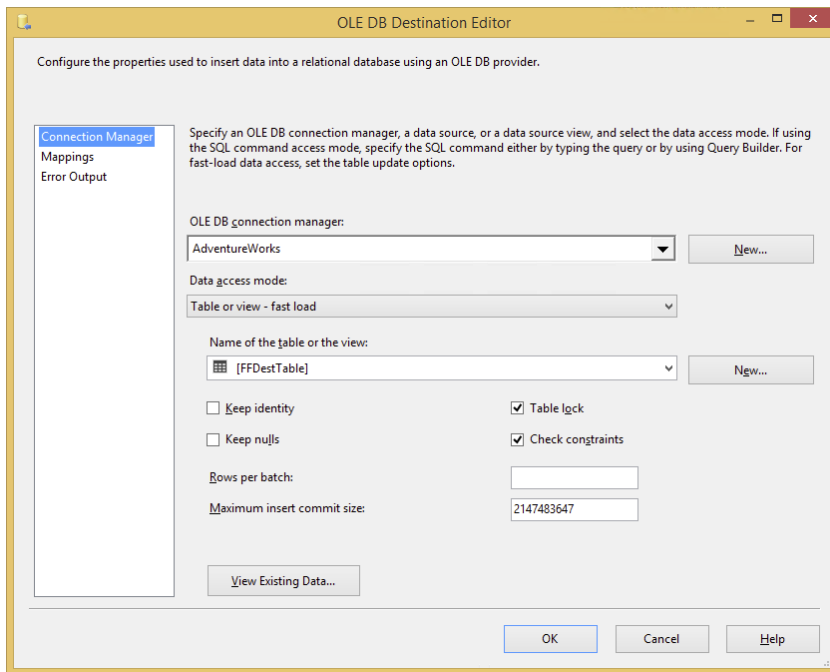 OLE DB Destination Editor
Configure the properties used to insert data into a relational database using an OLE DB provider.
Connection Manager
Mappings
Error Output
Specify an OLE DB connection manager, a data source, or a data source view, and select the data access mode. If using
the SQL command access mode, specify the SQL command either by typing the query or by using Query Builder. For
fast-load data access, set the table update options.
OLE DB connection manager:
AdventureWorks
New...
Data access mode:
Table or view - fast load
Name of the table or the view:
[FFDestTable]
New...
Keep identity
Table lock
Keep nulls
Check constraints
Rows per batch:
Maximum insert commit size:
2147483647
View Existing Data...
OK
Cancel
Help